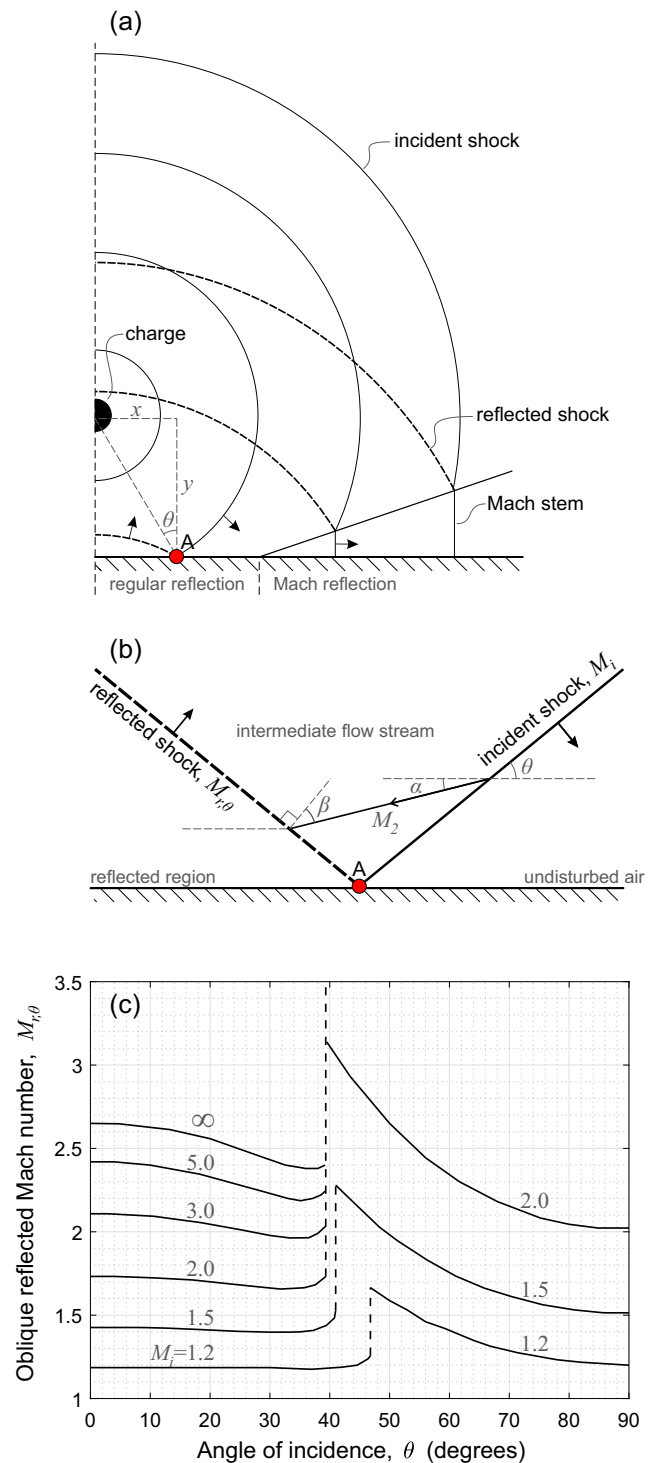 (a)
incident shock
charge
x
reflected shock
y
θ
Mach stem
A
regular reflection
Mach reflection
(b)
reflected shock, Mr,θ
incident shock, Mi
intermediate flow stream
α
θ
β
M2
A
reflected region
undisturbed air
(c)
Oblique reflected Mach number, Mr,θ
3.5
3
2.5
2
1.5
1
∞
5.0
3.0
2.0
1.5
Mi=1.2
2.0
1.5
1.2
0 10 20 30 40 50 60 70 80 90
Angle of incidence, θ (degrees)